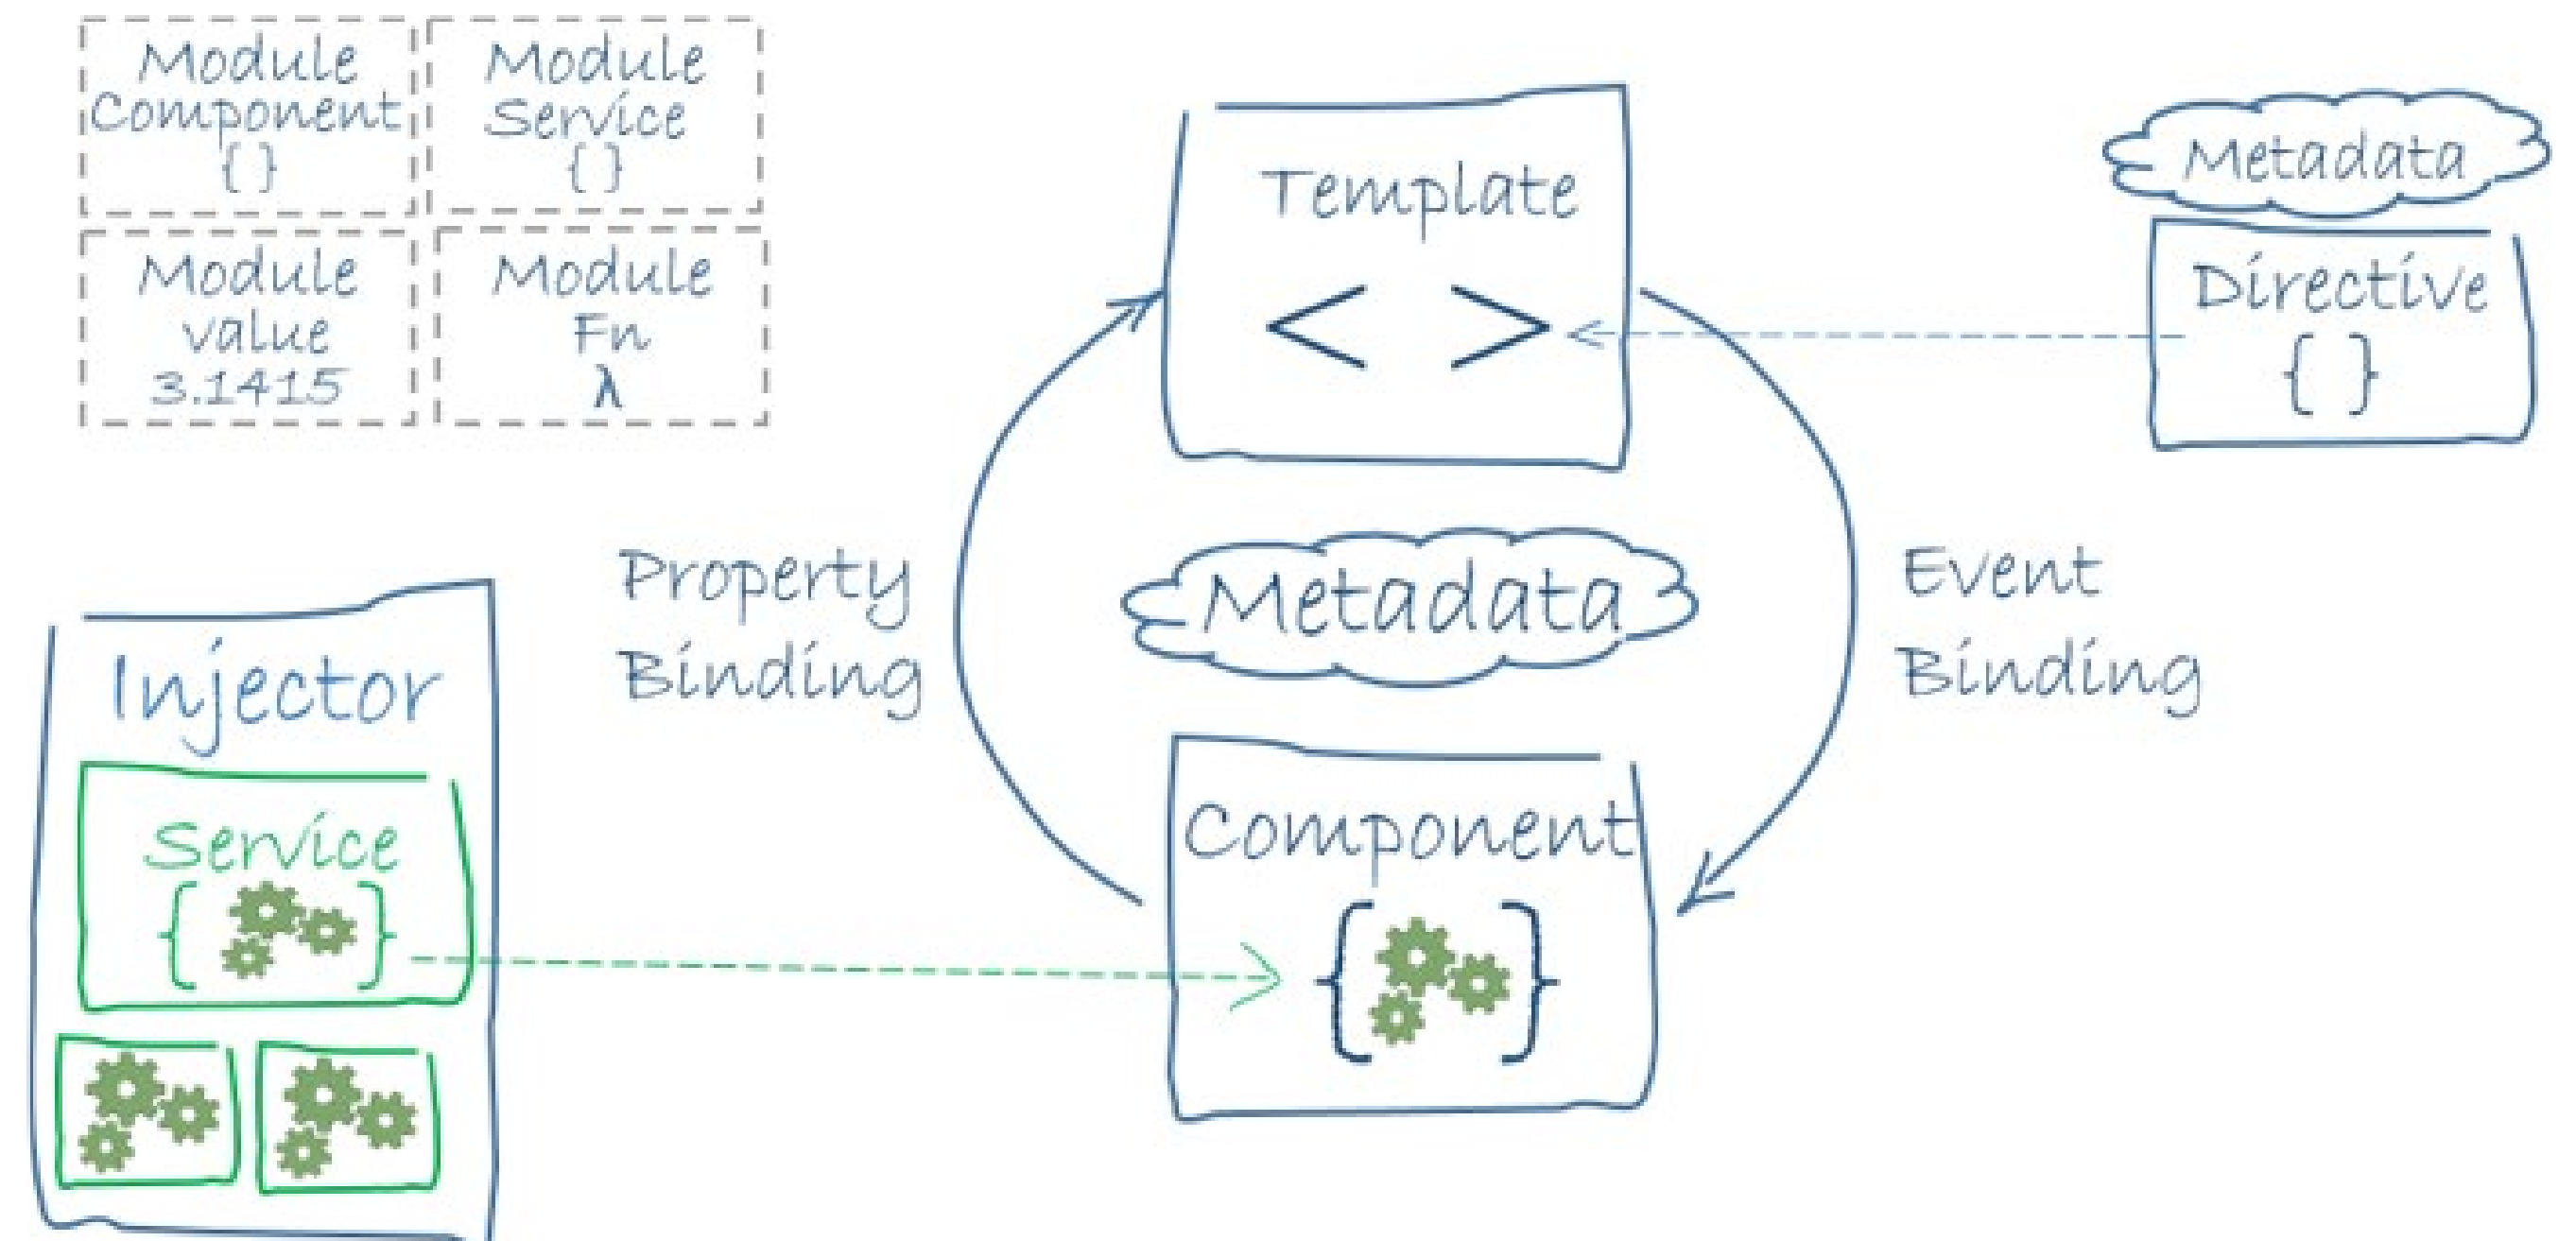 Module
Component
{ }
Module
Service
{ }
Module
value
3.1415
Module
Fn
λ
Template
< >
Metadata
Directive
{ }
Property
Binding
Metadata
Event
Binding
Injector
Service
{ }
Component
{ }